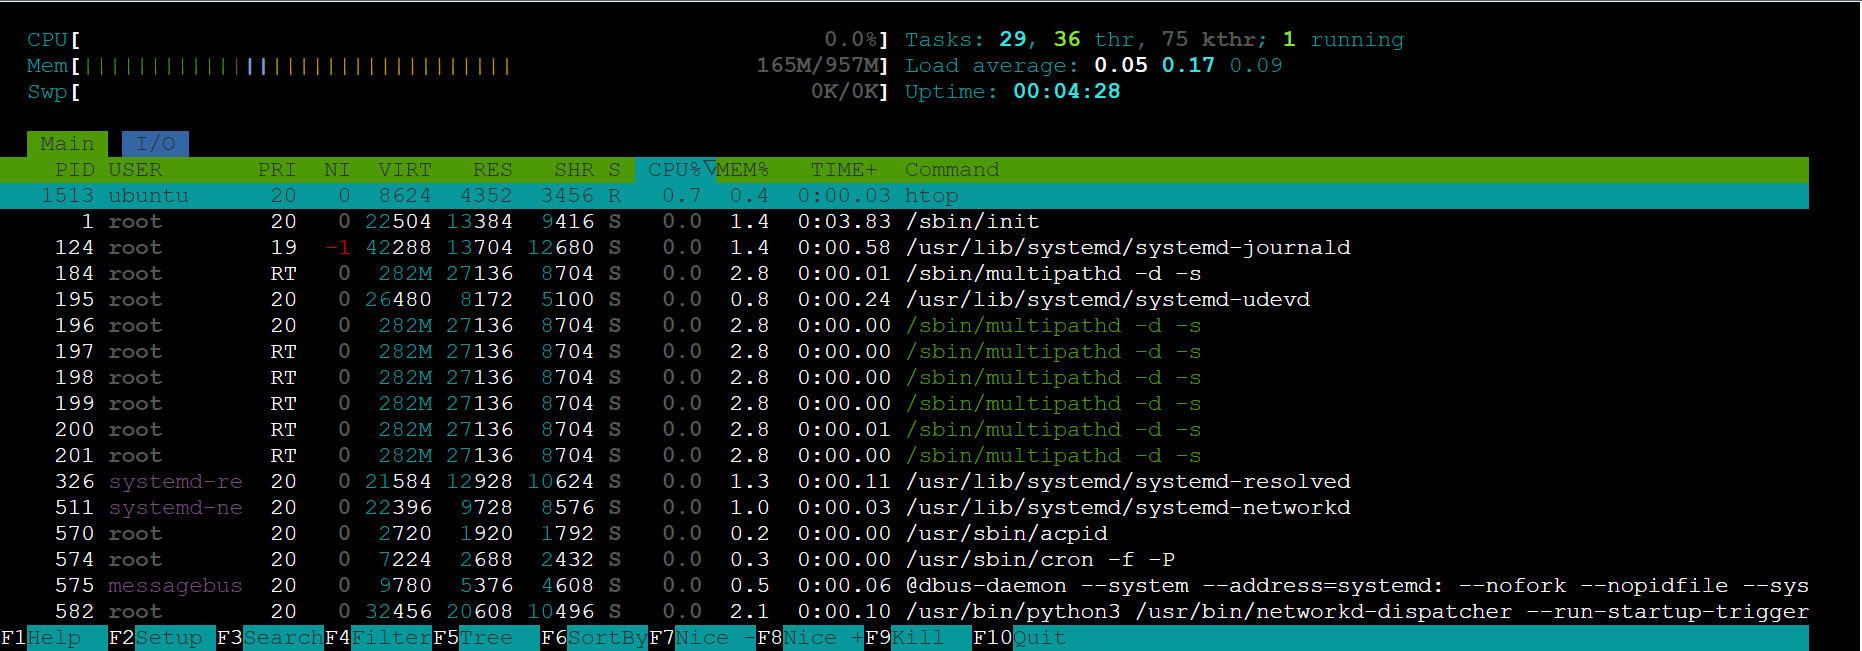 CPU[ 0.0%] Tasks: 29, 36 thr, 75 kthr; 1 running
Mem[|||||||||||||||||||||||||||||||| 165M/957M] Load average: 0.05 0.17 0.09
Swp[ 0K/0K] Uptime: 00:04:28
Main I/O
PID USER PRI NI VIRT RES SHR S CPU%▽MEM% TIME+ Command
1513 ubuntu 20 0 8624 4352 3456 R 0.7 0.4 0:00.03 htop
1 root 20 0 22504 13384 9416 S 0.0 1.4 0:03.83 /sbin/init
124 root 19 -1 42288 13704 12680 S 0.0 1.4 0:00.58 /usr/lib/systemd/systemd-journald
184 root RT 0 282M 27136 8704 S 0.0 2.8 0:00.01 /sbin/multipathd -d -s
195 root 20 0 26480 8172 5100 S 0.0 0.8 0:00.24 /usr/lib/systemd/systemd-udevd
196 root 20 0 282M 27136 8704 S 0.0 2.8 0:00.00 /sbin/multipathd -d -s
197 root RT 0 282M 27136 8704 S 0.0 2.8 0:00.00 /sbin/multipathd -d -s
198 root RT 0 282M 27136 8704 S 0.0 2.8 0:00.00 /sbin/multipathd -d -s
199 root RT 0 282M 27136 8704 S 0.0 2.8 0:00.00 /sbin/multipathd -d -s
200 root RT 0 282M 27136 8704 S 0.0 2.8 0:00.01 /sbin/multipathd -d -s
201 root RT 0 282M 27136 8704 S 0.0 2.8 0:00.00 /sbin/multipathd -d -s
326 systemd-re 20 0 21584 12928 10624 S 0.0 1.3 0:00.11 /usr/lib/systemd/systemd-resolved
511 systemd-ne 20 0 22396 9728 8576 S 0.0 1.0 0:00.03 /usr/lib/systemd/systemd-networkd
570 root 20 0 2720 1920 1792 S 0.0 0.2 0:00.00 /usr/sbin/acpid
574 root 20 0 7224 2688 2432 S 0.0 0.3 0:00.00 /usr/sbin/cron -f -P
575 messagebus 20 0 9780 5376 4608 S 0.0 0.5 0:00.06 @dbus-daemon --system --address=systemd: --nofork --nopidfile --sys
582 root 20 0 32456 20608 10496 S 0.0 2.1 0:00.10 /usr/bin/python3 /usr/bin/networkd-dispatcher --run-startup-trigger
F1Help F2Setup F3SearchF4FilterF5Tree F6SortByF7Nice -F8Nice +F9Kill F10Quit